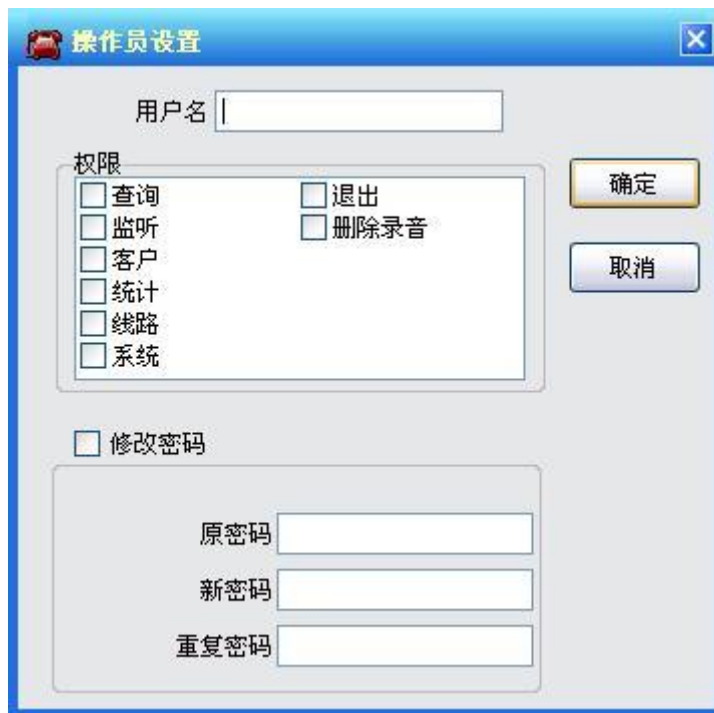 操作员设置
用户名
权限
查询 退出
监听 删除录音
客户
统计
线路
系统
确定
取消
修改密码
原密码
新密码
重复密码